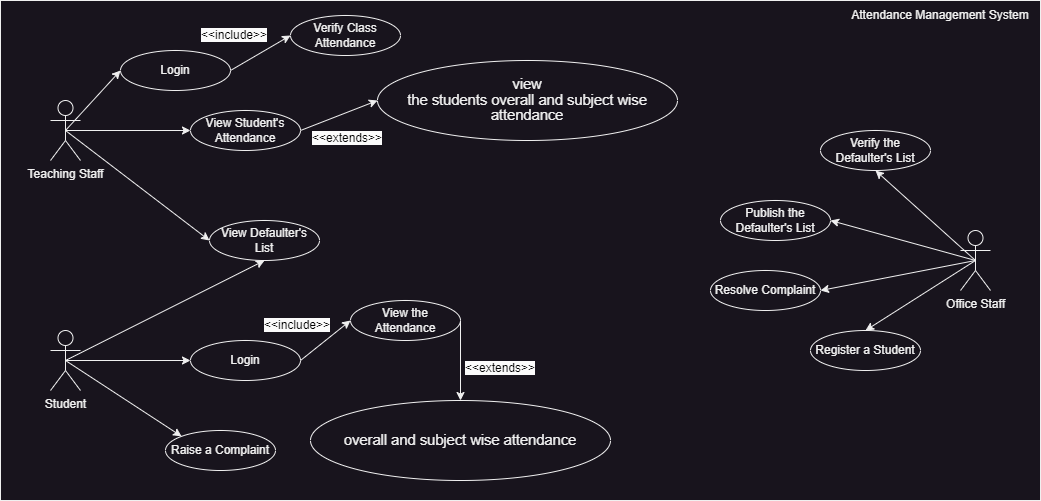 Attendance Management System
Verify Class
Attendance
<<include>>
Login
view
the students overall and subject wise
attendance
View Student's
Attendance
<<extends>>
Teaching Staff
Verify the
Defaulter's List
Publish the
Defaulter's List
View Defaulter's
List
Resolve Complaint
Office Staff
View the
Attendance
<<include>>
Login
Register a Student
<<extends>>
Student
overall and subject wise attendance
Raise a Complaint